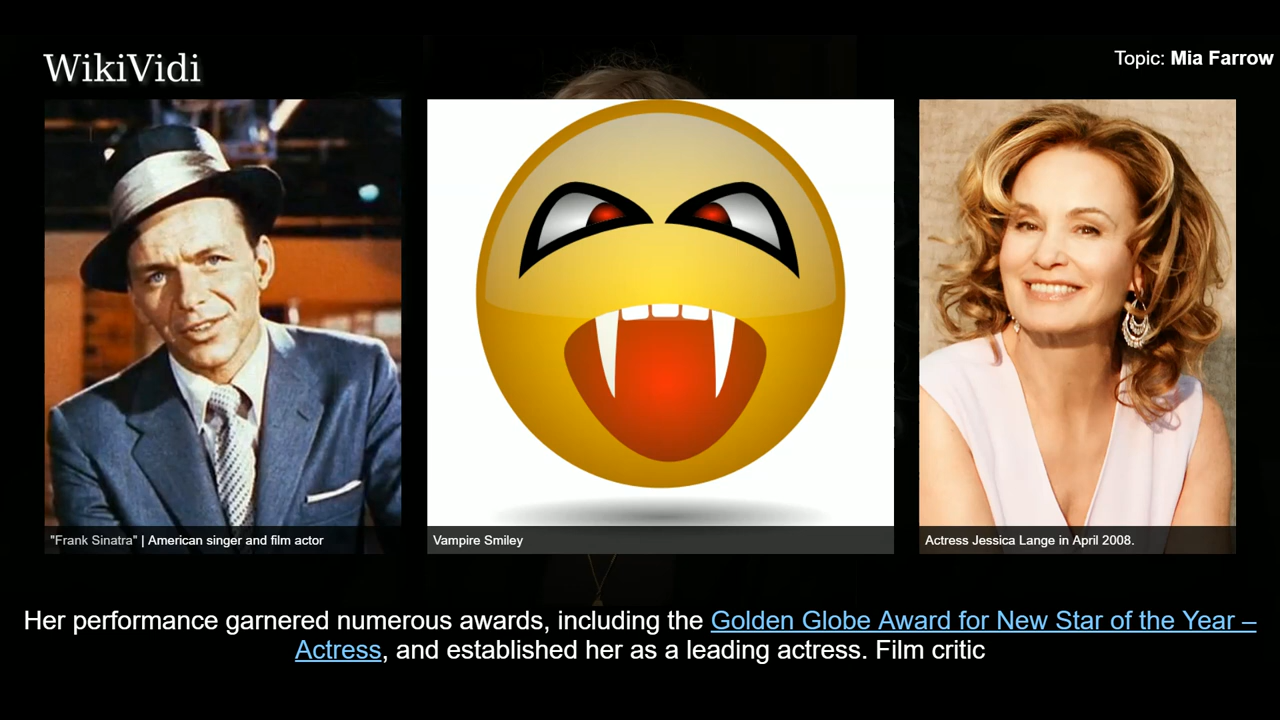 WikiVidi
Topic: Mia Farrow
"Frank Sinatra" | American singer and film actor
Vampire Smiley
Actress Jessica Lange in April 2008.
Her performance garnered numerous awards, including the Golden Globe Award for New Star of the Year –
Actress, and established her as a leading actress. Film critic